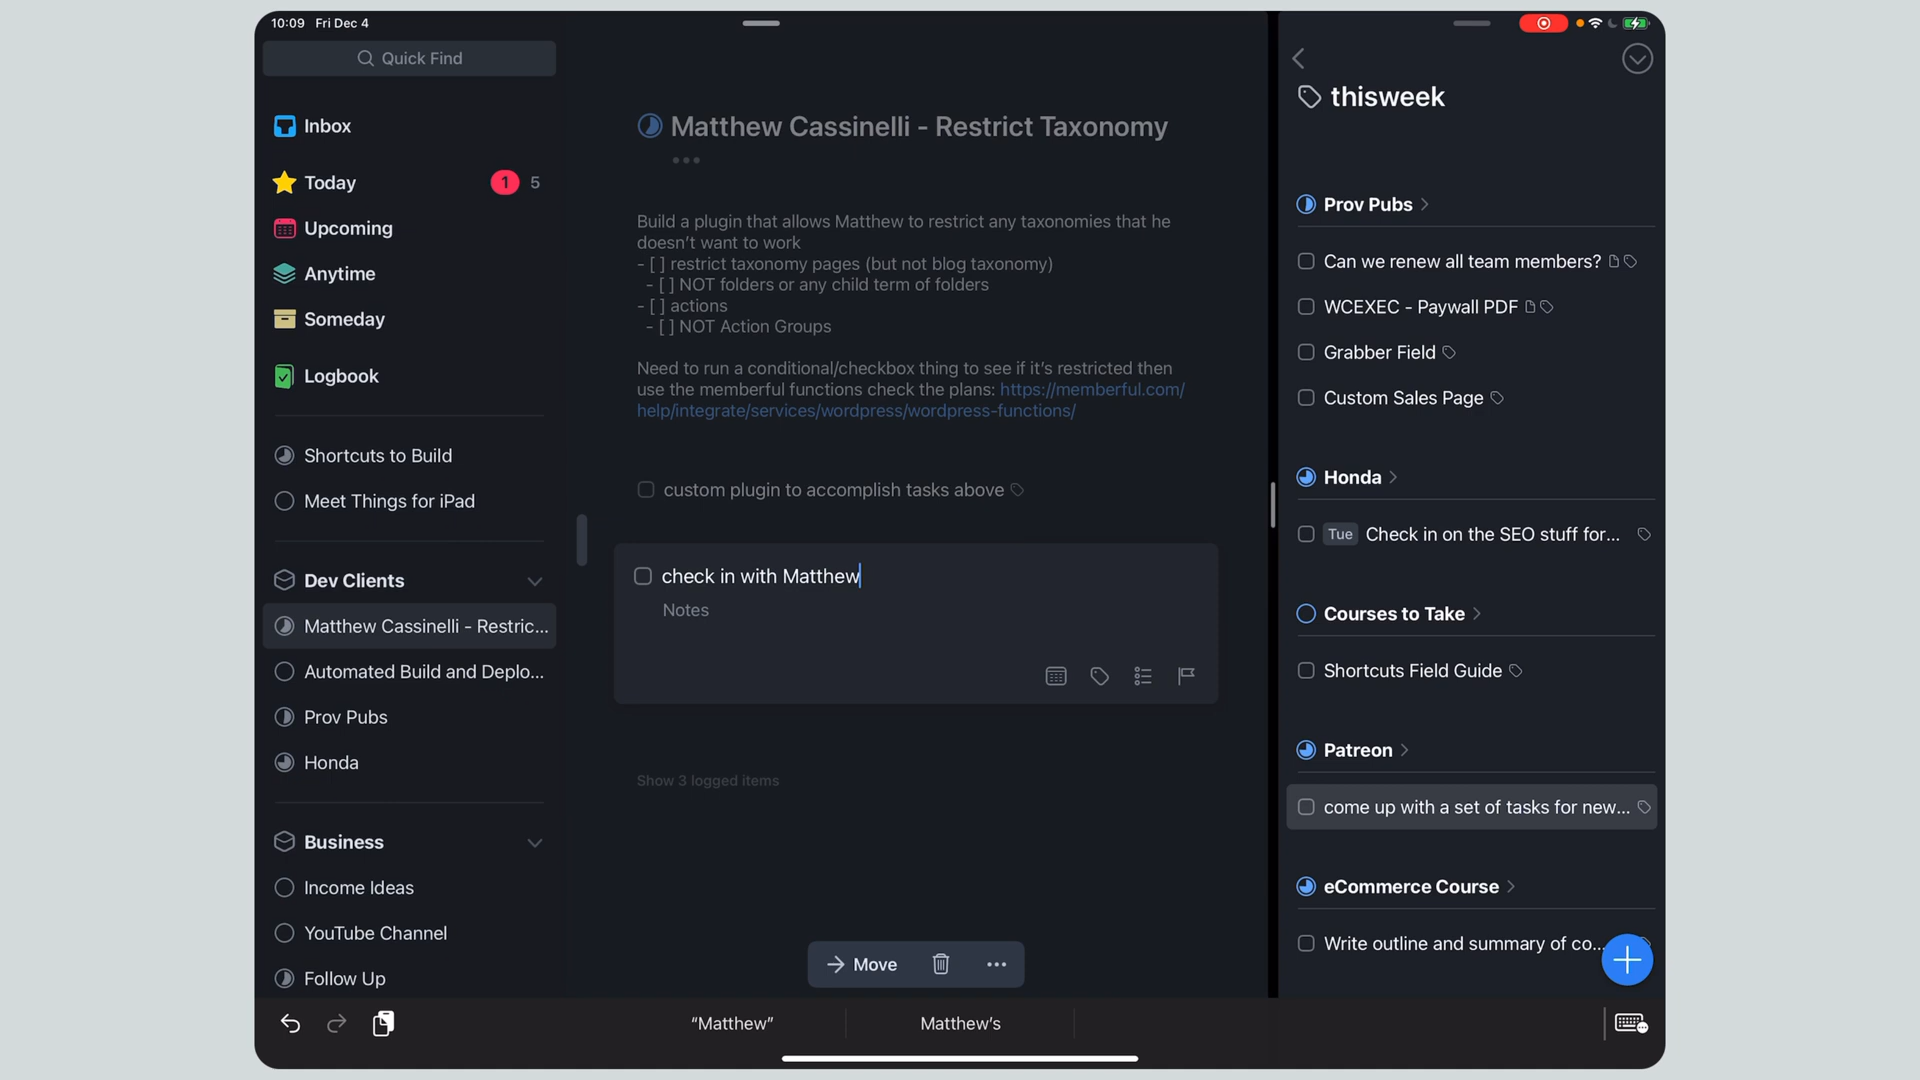 10:09 Fri Dec 4
Quick Find
Inbox
Today 1 5
Upcoming
Anytime
Someday
Logbook
Shortcuts to Build
Meet Things for iPad
Dev Clients
Matthew Cassinelli - Restric...
Automated Build and Deplo...
Prov Pubs
Honda
Business
Income Ideas
YouTube Channel
Follow Up
Matthew Cassinelli - Restrict Taxonomy
Build a plugin that allows Matthew to restrict any taxonomies that he
doesn't want to work
- [ ] restrict taxonomy pages (but not blog taxonomy)
- [ ] NOT folders or any child term of folders
- [ ] actions
- [ ] NOT Action Groups
Need to run a conditional/checkbox thing to see if it's restricted then
use the memberful functions check the plans: https://memberful.com/
help/integrate/services/wordpress/wordpress-functions/
custom plugin to accomplish tasks above
check in with Matthew
Notes
Show 3 logged items
Move
thisweek
Prov Pubs
Can we renew all team members?
WCEXEC - Paywall PDF
Grabber Field
Custom Sales Page
Honda
Tue Check in on the SEO stuff for...
Courses to Take
Shortcuts Field Guide
Patreon
come up with a set of tasks for new...
eCommerce Course
Write outline and summary of co...
“Matthew”
Matthew's